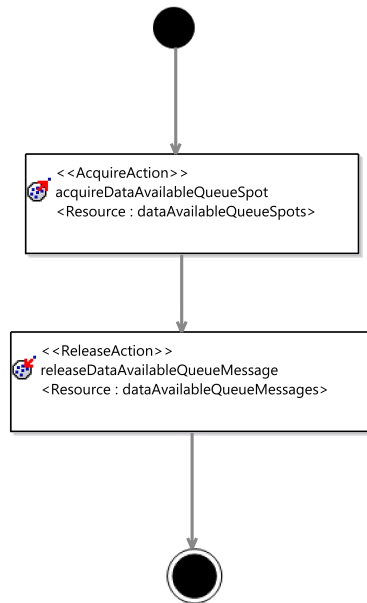 <<AcquireAction>>
acquireDataAvailableQueueSpot
<Resource : dataAvailableQueueSpots>
<<ReleaseAction>>
releaseDataAvailableQueueMessage
<Resource : dataAvailableQueueMessages>